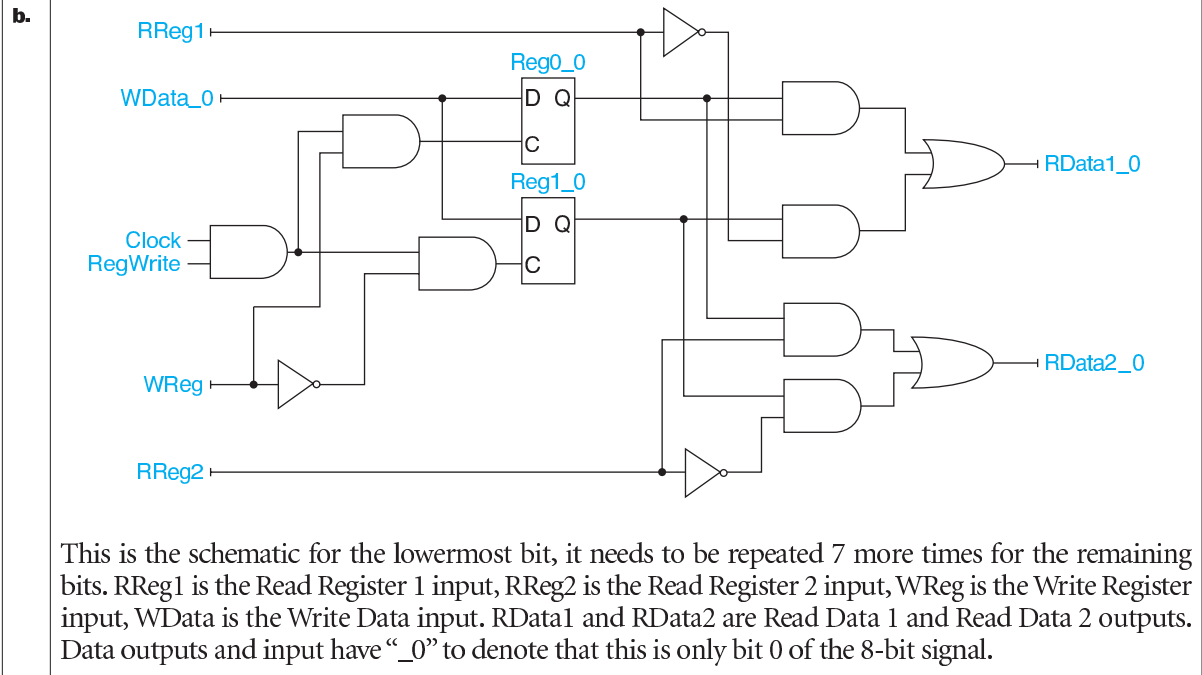 b.
RReg1
Reg0_0
WData_0
D Q
C
RData1_0
Reg1_0
D Q
Clock
RegWrite
C
RData2_0
WReg
RReg2
This is the schematic for the lowermost bit, it needs to be repeated 7 more times for the remaining
bits. RReg1 is the Read Register 1 input, RReg2 is the Read Register 2 input, WReg is the Write Register
input, WData is the Write Data input. RData1 and RData2 are Read Data 1 and Read Data 2 outputs.
Data outputs and input have “_0” to denote that this is only bit 0 of the 8-bit signal.